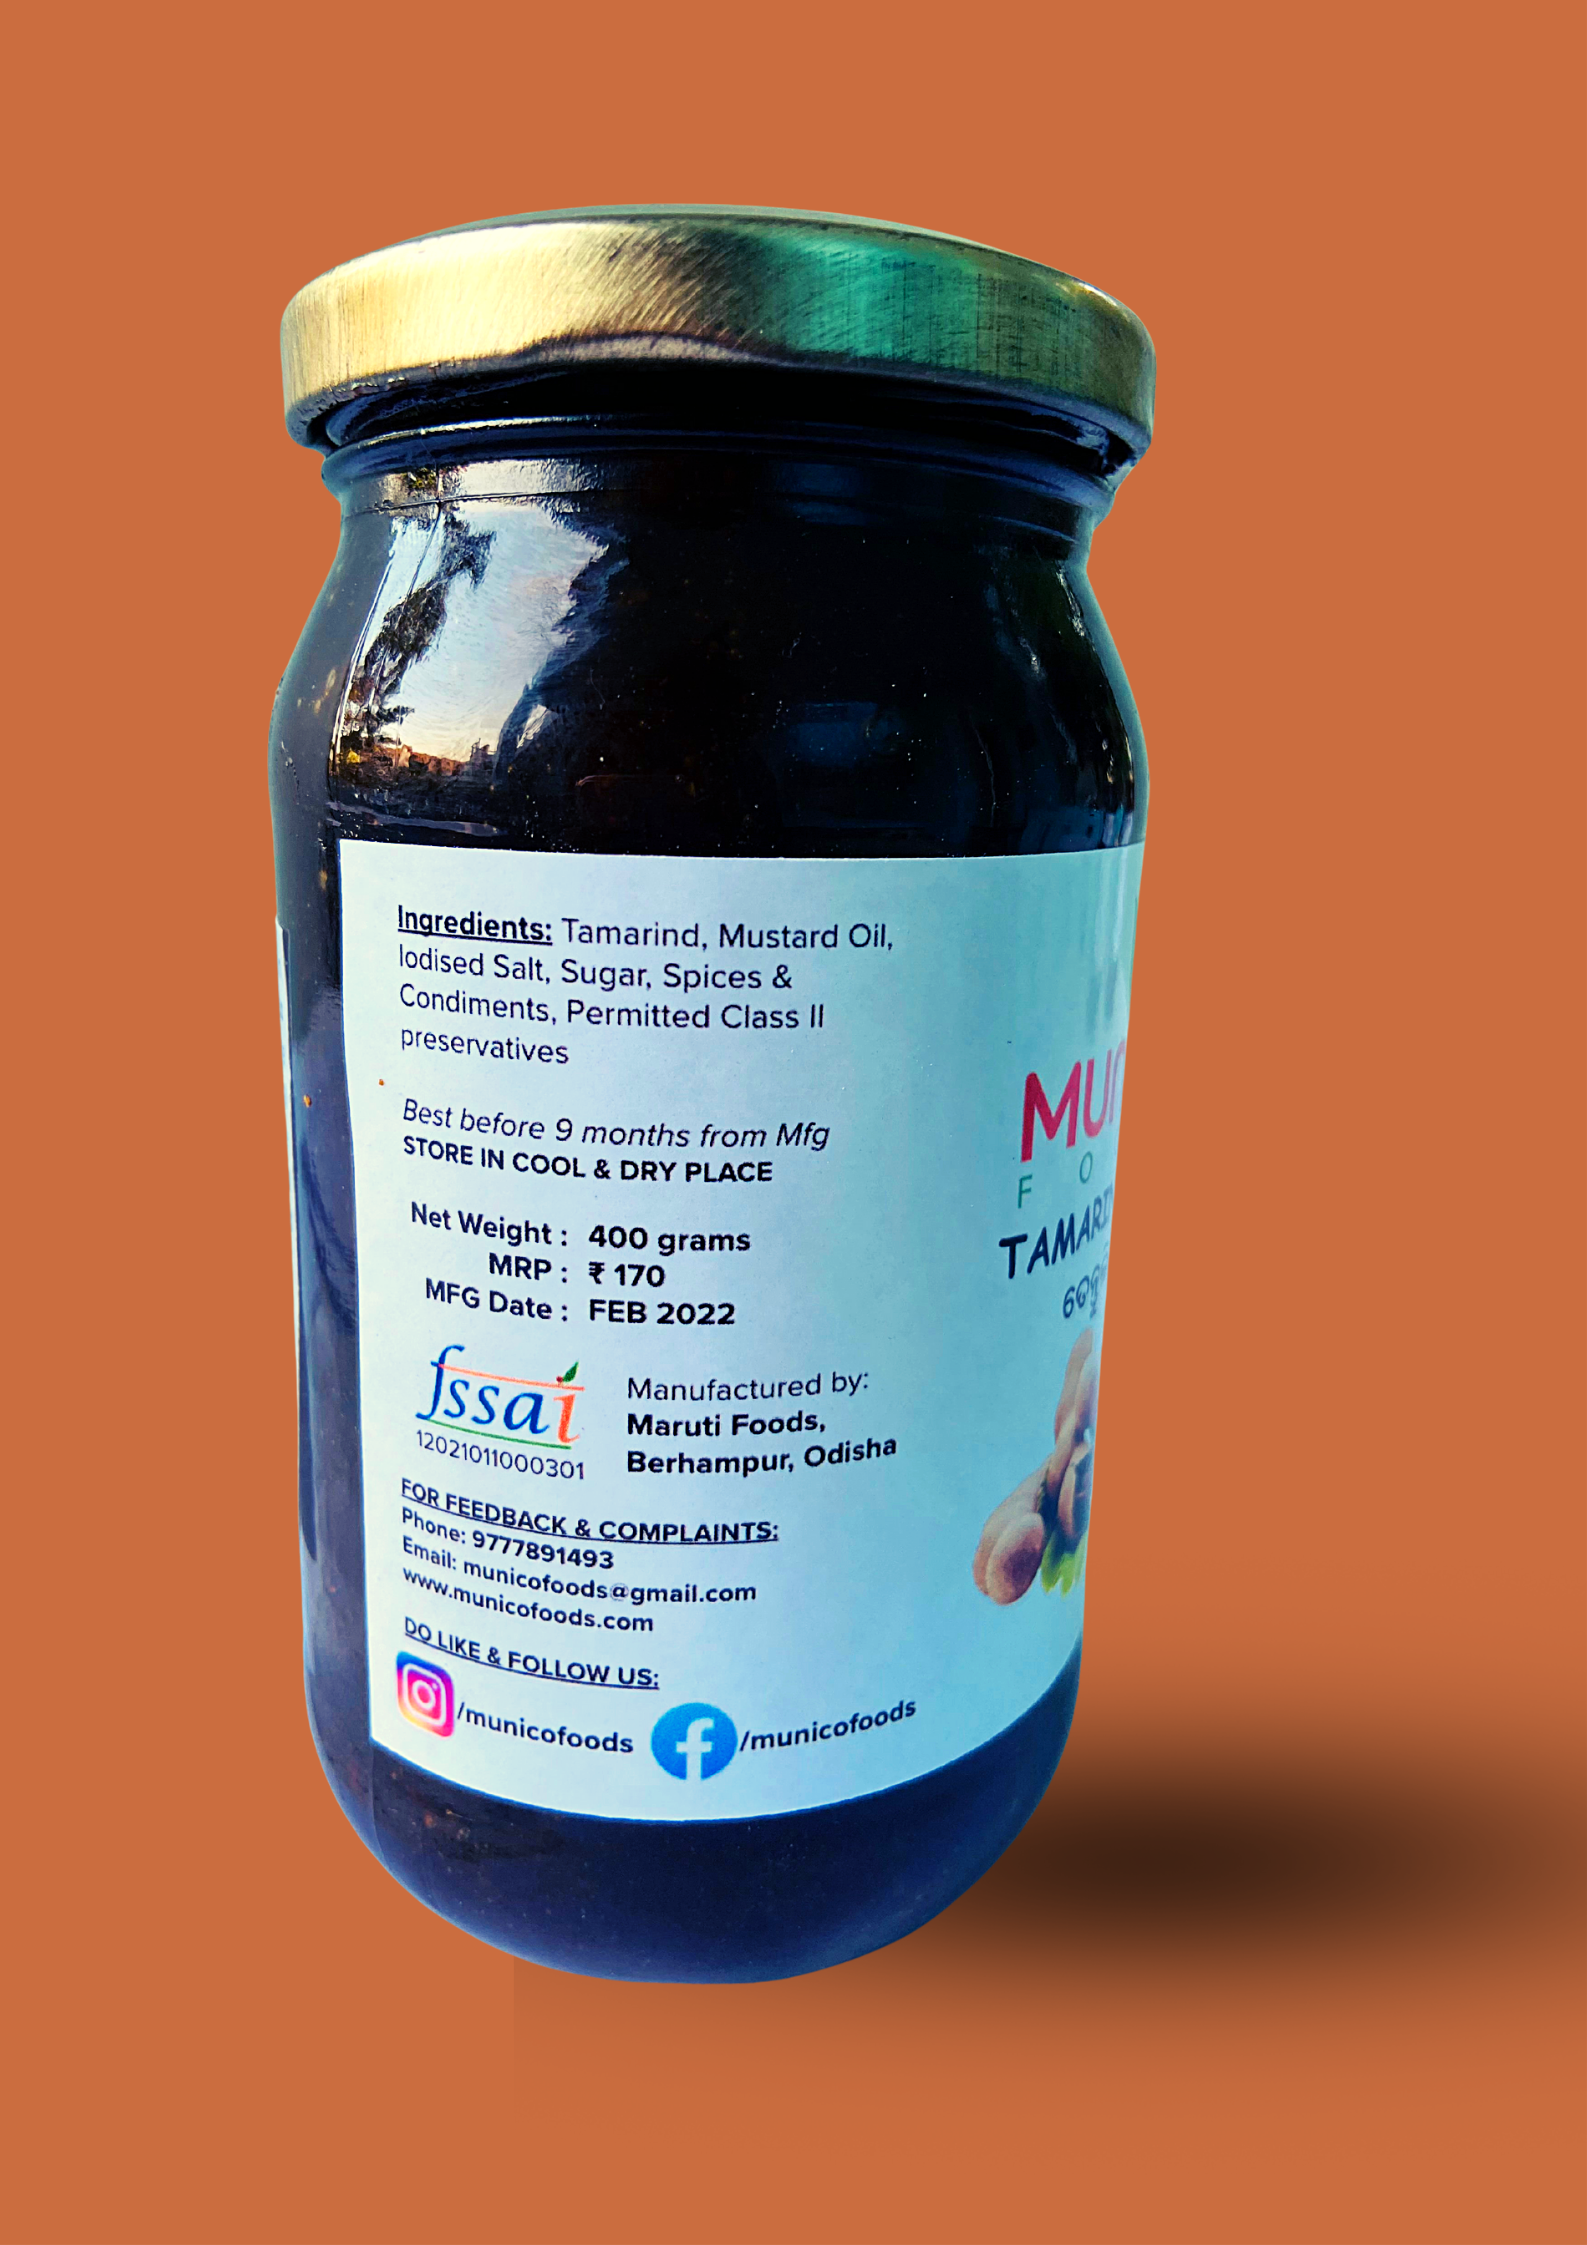 Ingredients: Tamarind, Mustard Oil,
Iodised Salt, Sugar, Spices &
Condiments, Permitted Class II
preservatives
Best before 9 months from Mfg
STORE IN COOL & DRY PLACE
Net Weight : 400 grams
MRP : ₹ 170
MFG Date : FEB 2022
fssai
12021011000301
Manufactured by:
Maruti Foods,
Berhampur, Odisha
FOR FEEDBACK & COMPLAINTS:
Phone: 9777891493
Email: municofoods@gmail.com
www.municofoods.com
DO LIKE & FOLLOW US:
/municofoods /municofoods